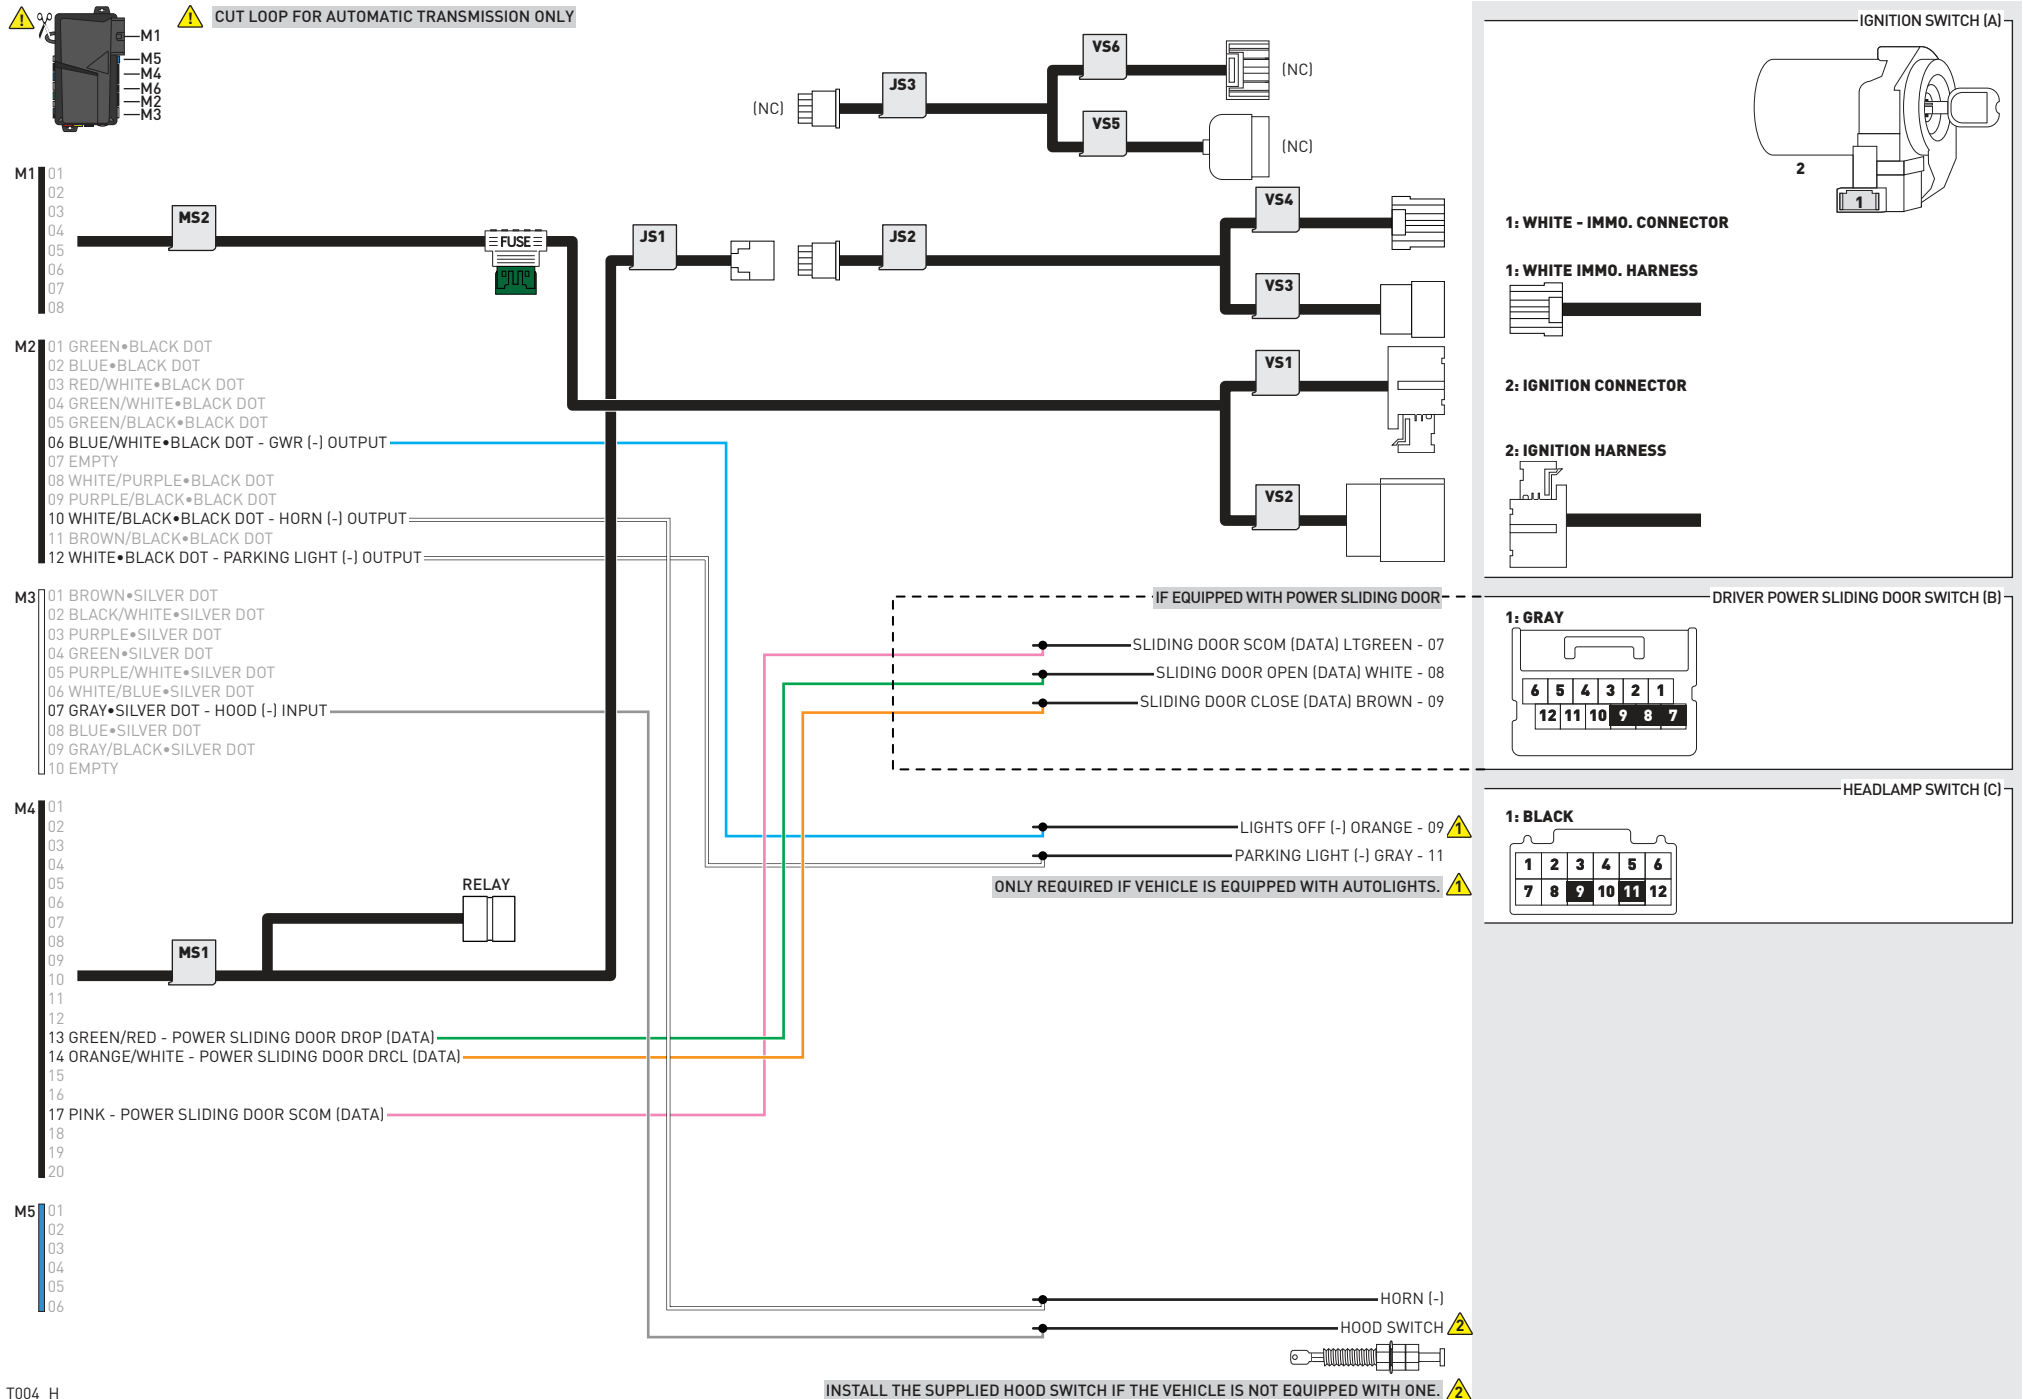 CUT LOOP FOR AUTOMATIC TRANSMISSION ONLY
M1
M5
M4
M6
M2
M3
(NC)
JS3
VS6
(NC)
VS5
(NC)
M1
01
02
03
04
05
06
07
08
MS2
FUSE
JS1
JS2
VS4
VS3
VS1
VS2
M2
01 GREEN•BLACK DOT
02 BLUE•BLACK DOT
03 RED/WHITE•BLACK DOT
04 GREEN/WHITE•BLACK DOT
05 GREEN/BLACK•BLACK DOT
06 BLUE/WHITE•BLACK DOT - GWR (-) OUTPUT
07 EMPTY
08 WHITE/PURPLE•BLACK DOT
09 PURPLE/BLACK•BLACK DOT
10 WHITE/BLACK•BLACK DOT - HORN (-) OUTPUT
11 BROWN/BLACK•BLACK DOT
12 WHITE•BLACK DOT - PARKING LIGHT (-) OUTPUT
M3
01 BROWN•SILVER DOT
02 BLACK/WHITE•SILVER DOT
03 PURPLE•SILVER DOT
04 GREEN•SILVER DOT
05 PURPLE/WHITE•SILVER DOT
06 WHITE/BLUE•SILVER DOT
07 GRAY•SILVER DOT - HOOD (-) INPUT
08 BLUE•SILVER DOT
09 GRAY/BLACK•SILVER DOT
10 EMPTY
M4
01
02
03
04
05
06
07
08
09
10
11
12
13 GREEN/RED - POWER SLIDING DOOR DROP (DATA)
14 ORANGE/WHITE - POWER SLIDING DOOR DRCL (DATA)
15
16
17 PINK - POWER SLIDING DOOR SCOM (DATA)
18
19
20
MS1
RELAY
M5
01
02
03
04
05
06
IF EQUIPPED WITH POWER SLIDING DOOR
SLIDING DOOR SCOM (DATA) LTGREEN - 07
SLIDING DOOR OPEN (DATA) WHITE - 08
SLIDING DOOR CLOSE (DATA) BROWN - 09
LIGHTS OFF (-) ORANGE - 09 1
PARKING LIGHT (-) GRAY - 11
ONLY REQUIRED IF VEHICLE IS EQUIPPED WITH AUTOLIGHTS. 1
HORN (-)
HOOD SWITCH 2
INSTALL THE SUPPLIED HOOD SWITCH IF THE VEHICLE IS NOT EQUIPPED WITH ONE. 2
IGNITION SWITCH (A)
2
1
1: WHITE - IMMO. CONNECTOR
1: WHITE IMMO. HARNESS
2: IGNITION CONNECTOR
2: IGNITION HARNESS
DRIVER POWER SLIDING DOOR SWITCH (B)
1: GRAY
6 5 4 3 2 1
12 11 10 9 8 7
HEADLAMP SWITCH (C)
1: BLACK
1 2 3 4 5 6
7 8 9 10 11 12
T004_H